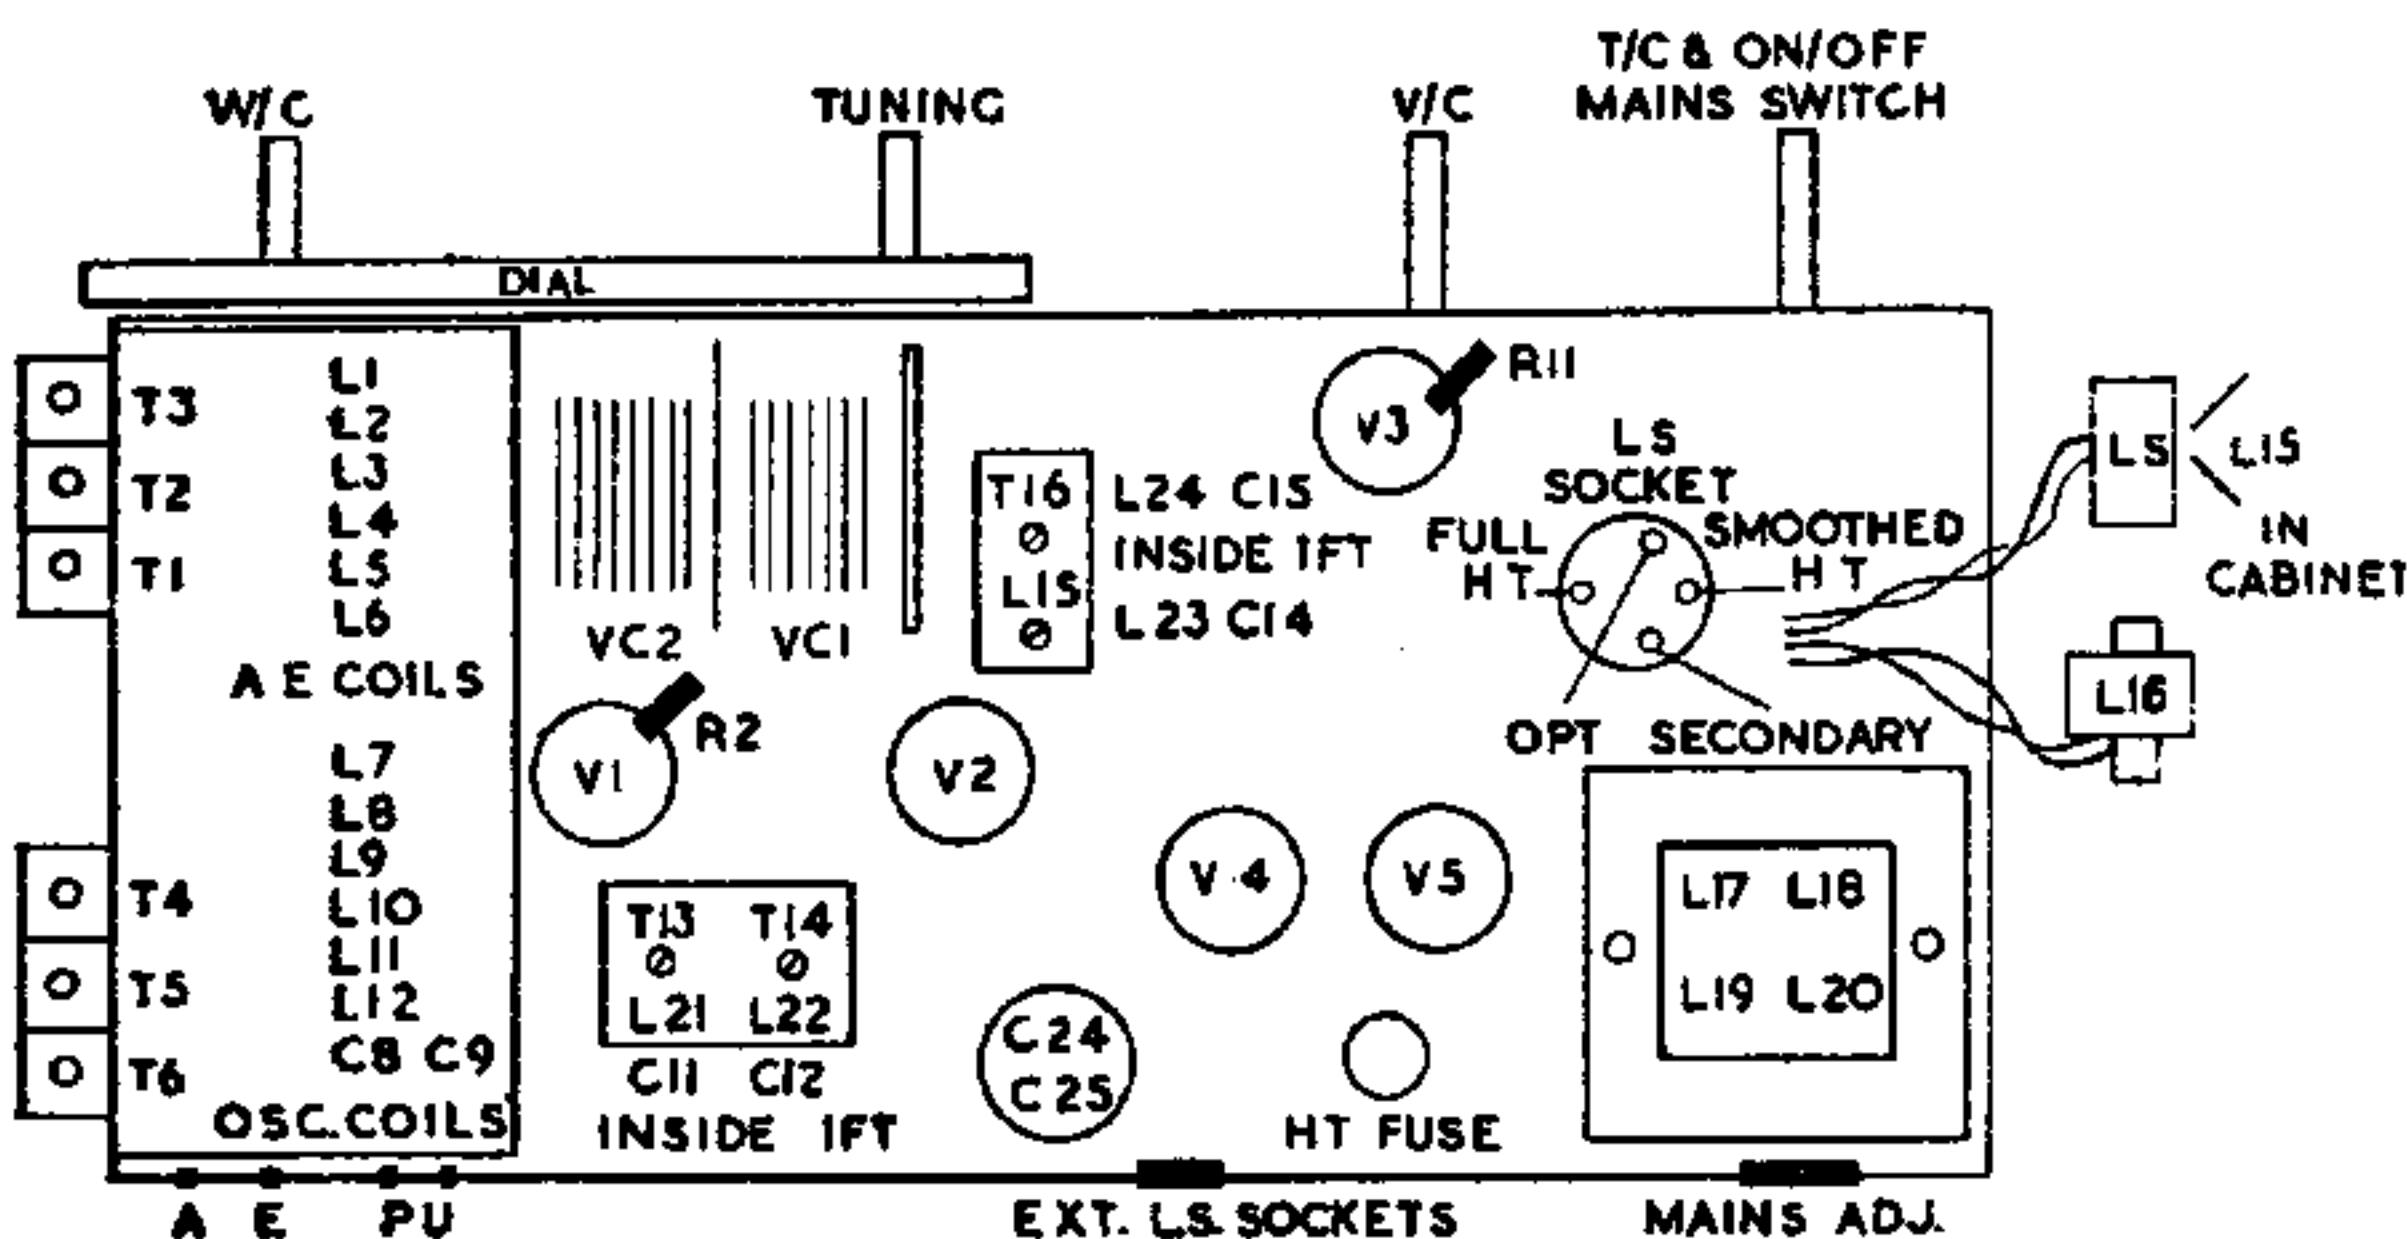 T/C & ON/OFF
MAINS SWITCH
W/C
TUNING
V/C
DIAL
T3
T2
T1
L1
L2
L3
L4
L5
L6
AE COILS
L7
L8
L9
L10
L11
L12
C8 C9
OSC. COILS
T4
T5
T6
VC2
VC1
T16
L15
L24 C15
INSIDE IFT
L23 C14
V3
R11
LS
SOCKET
FULL
HT
SMOOTHED
HT
OPT SECONDARY
LS
L15
IN
CABINET
L16
V1
R2
V2
V4
V5
T13 T14
L21 L22
C11 C12
INSIDE IFT
C24
C25
HT FUSE
L17 L18
L19 L20
A E PU
EXT. L.S. SOCKETS
MAINS ADJ.